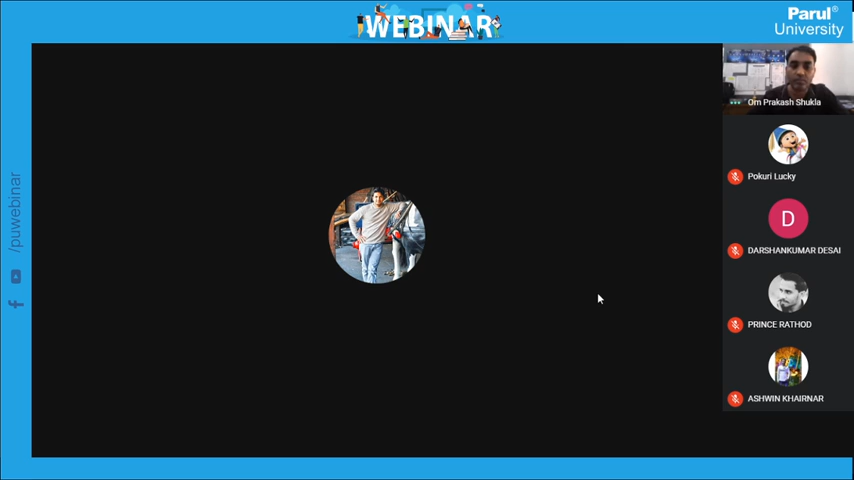 WEBINAR
Parul®
University
/puwebinar
Om Prakash Shukla
Pokuri Lucky
D
DARSHANKUMAR DESAI
PRINCE RATHOD
ASHWIN KHAIRNAR